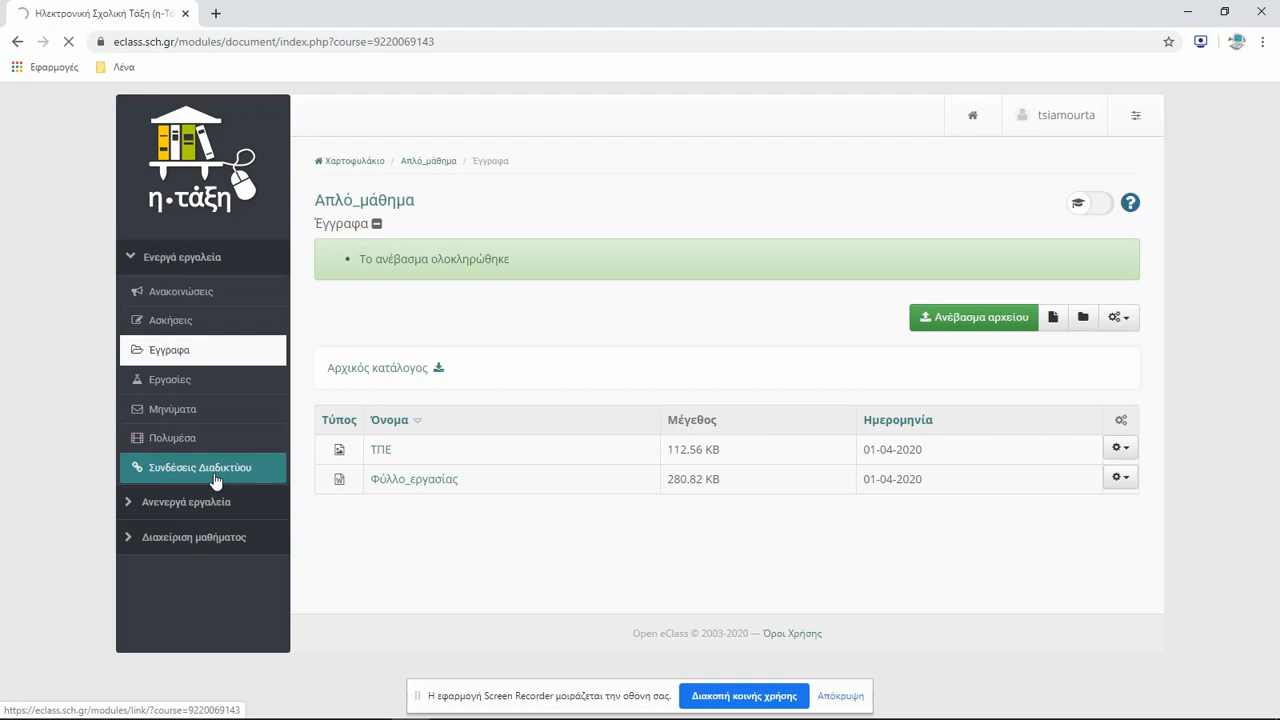 Ηλεκτρονική Σχολική Τάξη (η-Τ
eclass.sch.gr/modules/document/index.php?course=9220069143
Εφαρμογές
Λένα
η·τάξη
tsiamourta
Χαρτοφυλάκιο / Απλό_μάθημα / Έγγραφα
Απλό_μάθημα
Έγγραφα
Το ανέβασμα ολοκληρώθηκε
Ενεργά εργαλεία
Ανακοινώσεις
Ασκήσεις
Έγγραφα
Εργασίες
Μηνύματα
Πολυμέσα
Συνδέσεις Διαδικτύου
Ανενεργά εργαλεία
Διαχείριση μαθήματος
Ανέβασμα αρχείου
Αρχικός κατάλογος
Τύπος Όνομα Μέγεθος Ημερομηνία
ΤΠΕ 112.56 KB 01-04-2020
Φύλλο_εργασίας 280.82 KB 01-04-2020
Open eClass © 2003-2020 — Όροι Χρήσης
Η εφαρμογή Screen Recorder μοιράζεται την οθόνη σας. Διακοπή κοινής χρήσης Απόκρυψη
https://eclass.sch.gr/modules/link/?course=9220069143